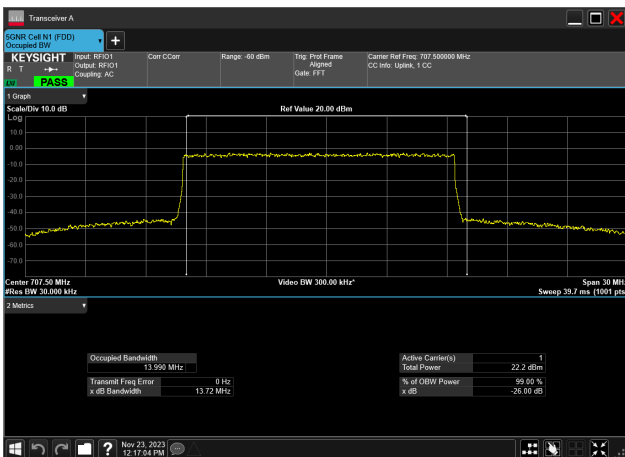 Transceiver A
5GNR Cell N1 (FDD)
Occupied BW
KEYSIGHT
R T
LV
PASS
Input: RFIO1
Output: RFIO1
Coupling: AC
Corr CCorr
Range: -60 dBm
Trig: Prot Frame
Aligned
Gate: FFT
Carrier Ref Freq: 707.500000 MHz
CC Info: Uplink, 1 CC
1 Graph
Scale/Div 10.0 dB
Ref Value 20.00 dBm
Log
10.0
0.00
-10.0
-20.0
-30.0
-40.0
-50.0
-60.0
-70.0
Center 707.50 MHz
Video BW 300.00 kHz*
Span 30 MHz
#Res BW 30.000 kHz
Sweep 39.7 ms (1001 pts
2 Metrics
Occupied Bandwidth
13.990 MHz
Active Carrier(s) 1
Total Power 22.2 dBm
Transmit Freq Error 0 Hz
x dB Bandwidth 13.72 MHz
% of OBW Power 99.00 %
x dB -26.00 dB
?
Nov 23, 2023
12:17:04 PM